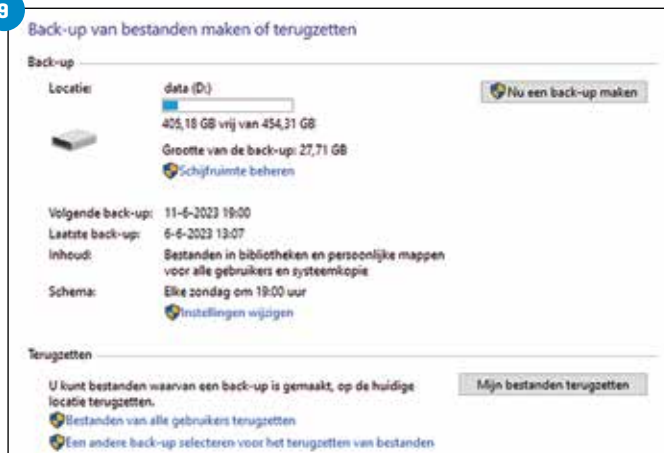 9
Back-up van bestanden maken of terugzetten
Back-up
Locatie: data (D:) Nu een back-up maken
405,18 GB vrij van 454,31 GB
Grootte van de back-up: 27,71 GB
Schijfruimte beheren
Volgende back-up: 11-6-2023 19:00
Laatste back-up: 6-6-2023 13:07
Inhoud: Bestanden in bibliotheken en persoonlijke mappen
voor alle gebruikers en systeemkopie
Schema: Elke zondag om 19:00 uur
Instellingen wijzigen
Terugzetten
U kunt bestanden waarvan een back-up is gemaakt, op de huidige Mijn bestanden terugzetten
locatie terugzetten.
Bestanden van alle gebruikers terugzetten
Een andere back-up selecteren voor het terugzetten van bestanden